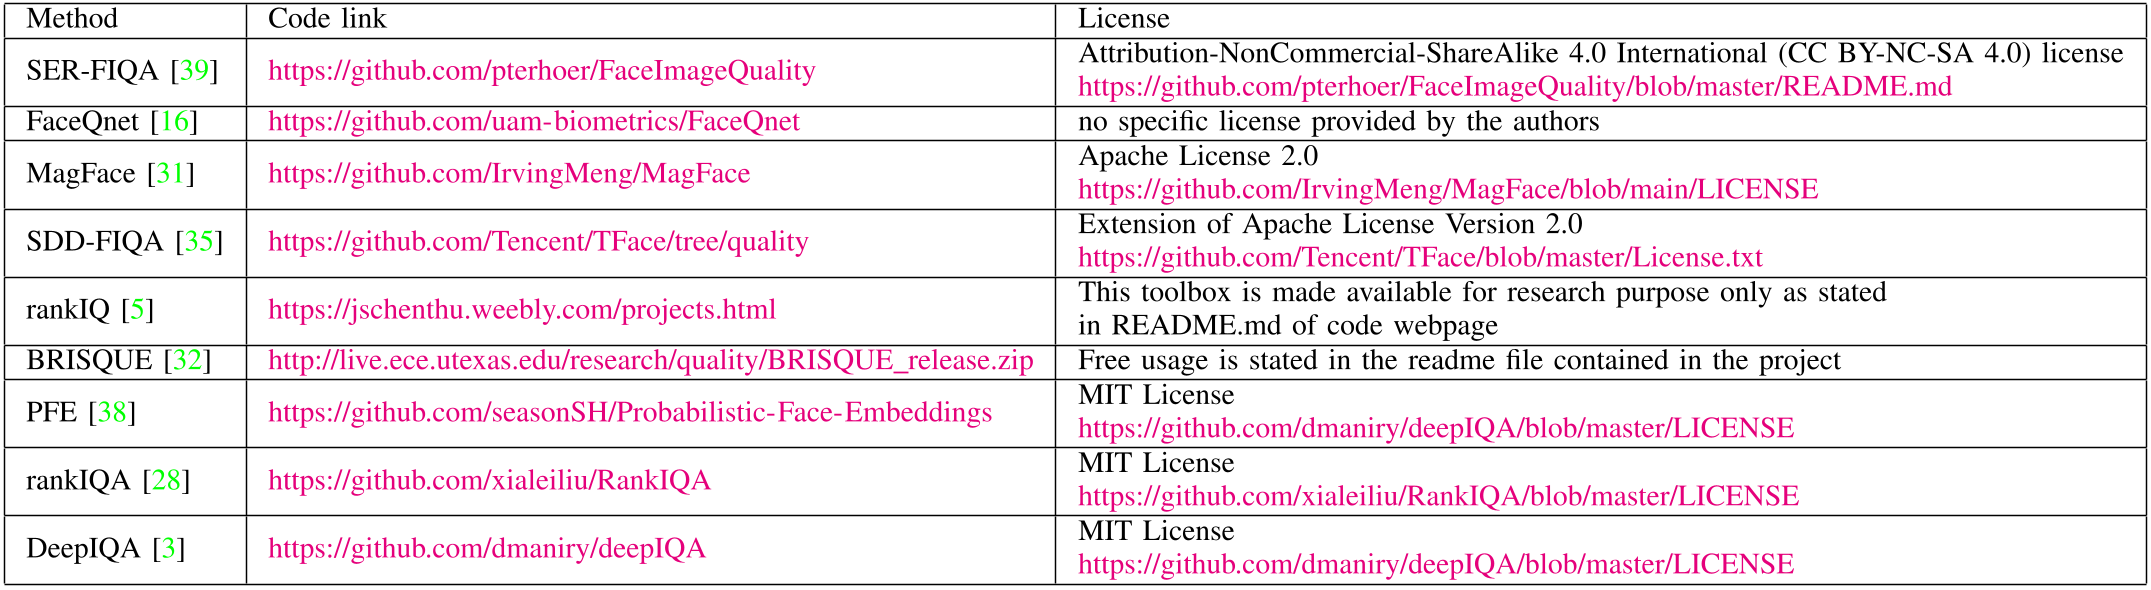 Method Code link License
SER-FIQA [39] https://github.com/pterhoer/FaceImageQuality Attribution-NonCommercial-ShareAlike 4.0 International (CC BY-NC-SA 4.0) license
https://github.com/pterhoer/FaceImageQuality/blob/master/README.md
FaceQnet [16] https://github.com/uam-biometrics/FaceQnet no specific license provided by the authors
MagFace [31] https://github.com/IrvingMeng/MagFace Apache License 2.0
https://github.com/IrvingMeng/MagFace/blob/main/LICENSE
SDD-FIQA [35] https://github.com/Tencent/TFace/tree/quality Extension of Apache License Version 2.0
https://github.com/Tencent/TFace/blob/master/License.txt
rankIQ [5] https://jschenthu.weebly.com/projects.html This toolbox is made available for research purpose only as stated
in README.md of code webpage
BRISQUE [32] http://live.ece.utexas.edu/research/quality/BRISQUE_release.zip Free usage is stated in the readme file contained in the project
PFE [38] https://github.com/seasonSH/Probabilistic-Face-Embeddings MIT License
https://github.com/dmaniry/deepIQA/blob/master/LICENSE
rankIQA [28] https://github.com/xialeiliu/RankIQA MIT License
https://github.com/xialeiliu/RankIQA/blob/master/LICENSE
DeepIQA [3] https://github.com/dmaniry/deepIQA MIT License
https://github.com/dmaniry/deepIQA/blob/master/LICENSE